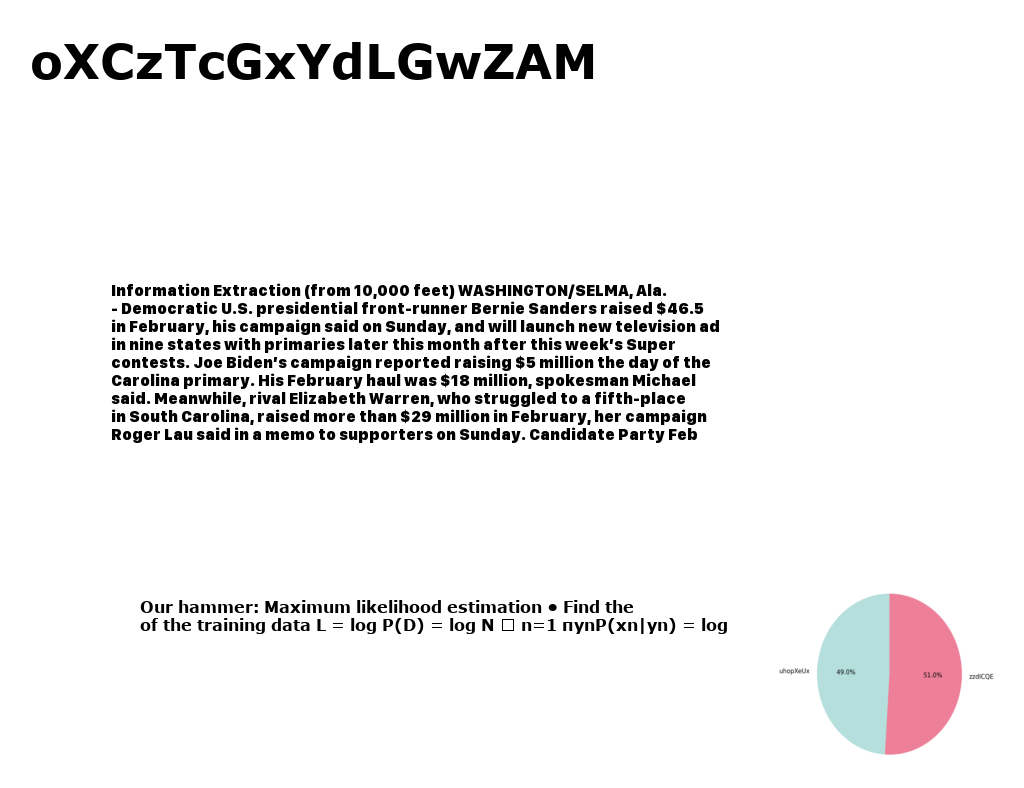 oXCzTcGxYdLGwZAM
Information Extraction (from 10,000 feet) WASHINGTON/SELMA, Ala.
- Democratic U.S. presidential front-runner Bernie Sanders raised $46.5
in February, his campaign said on Sunday, and will launch new television ad
in nine states with primaries later this month after this week’s Super
contests. Joe Biden’s campaign reported raising $5 million the day of the
Carolina primary. His February haul was $18 million, spokesman Michael
said. Meanwhile, rival Elizabeth Warren, who struggled to a fifth-place
in South Carolina, raised more than $29 million in February, her campaign
Roger Lau said in a memo to supporters on Sunday. Candidate Party Feb
Our hammer: Maximum likelihood estimation • Find the
of the training data L = log P(D) = log N □ n=1 πynP(xn|yn) = log
uhopXeUx
49.0%
51.0%
zzdlCQE